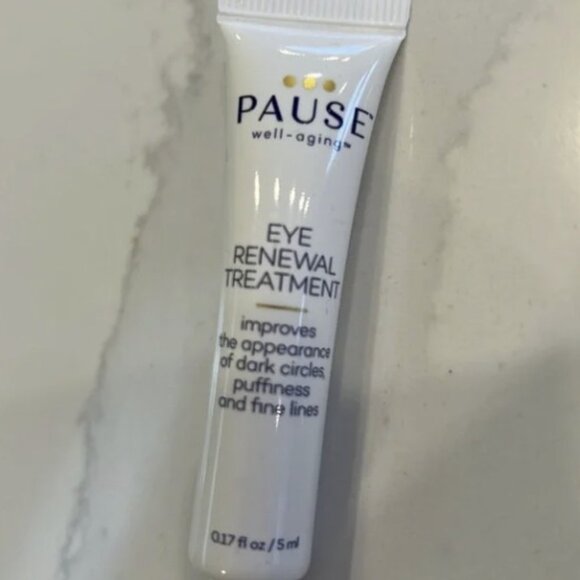 PAUSE
well-aging™
EYE
RENEWAL
TREATMENT
improves
the appearance
of dark circles,
puffiness
and fine lines
0.17 fl oz / 5 ml